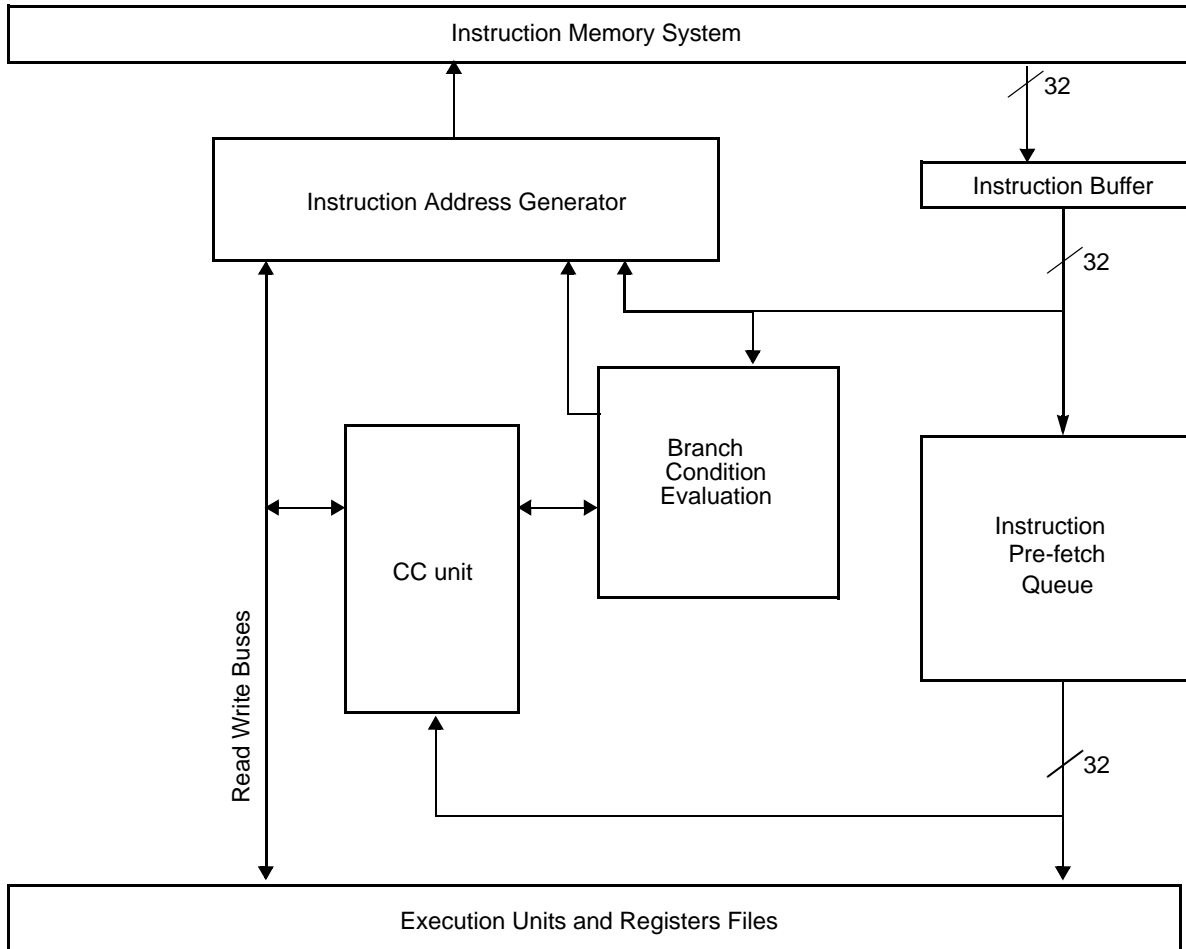 Instruction Memory System
32
Instruction Address Generator
Instruction Buffer
32
Branch
Condition
Evaluation
CC unit
Instruction
Pre-fetch
Queue
Read Write Buses
32
Execution Units and Registers Files